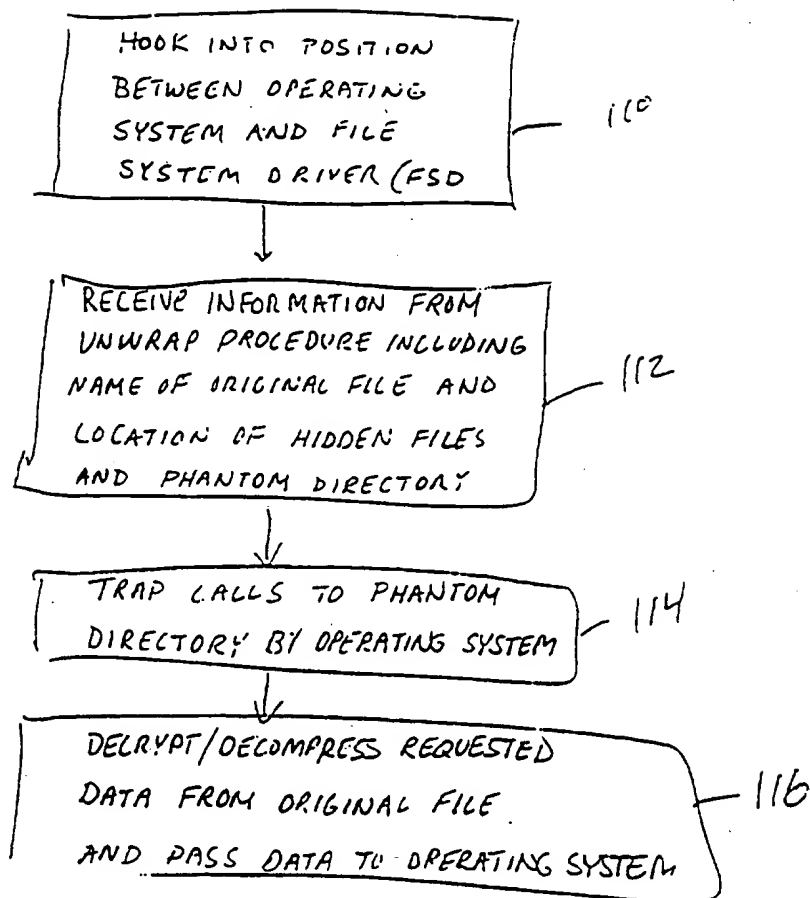 HOOK INTO POSITION
BETWEEN OPERATING
SYSTEM AND FILE
SYSTEM DRIVER (FSD
110
RECEIVE INFORMATION FROM
UNWRAP PROCEDURE INCLUDING
NAME OF ORIGINAL FILE AND
LOCATION OF HIDDEN FILES
AND PHANTOM DIRECTORY
112
TRAP CALLS TO PHANTOM
DIRECTORY BY OPERATING SYSTEM
114
DECRYPT/DECOMPRESS REQUESTED
DATA FROM ORIGINAL FILE
AND PASS DATA TO OPERATING SYSTEM
116